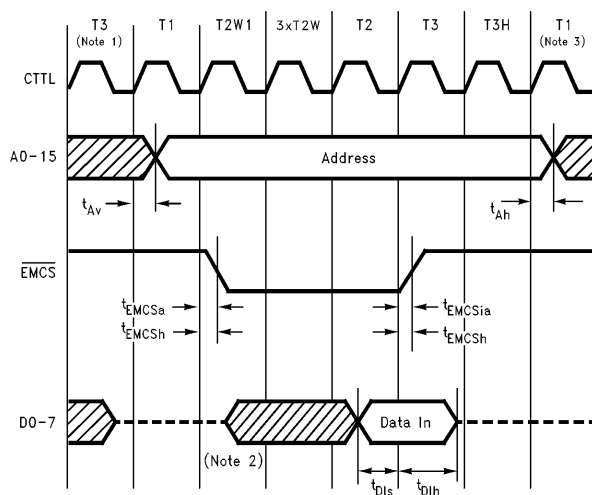 T3 T1 T2W1 3xT2W T2 T3 T3H T1
(Note 1) (Note 3)
CTTL
A0-15 Address
tAv tAh
EMCS
tEMCSa tEMCSia
tEMCSh tEMCSh
D0-7 Data In
(Note 2)
tDIs tDIh